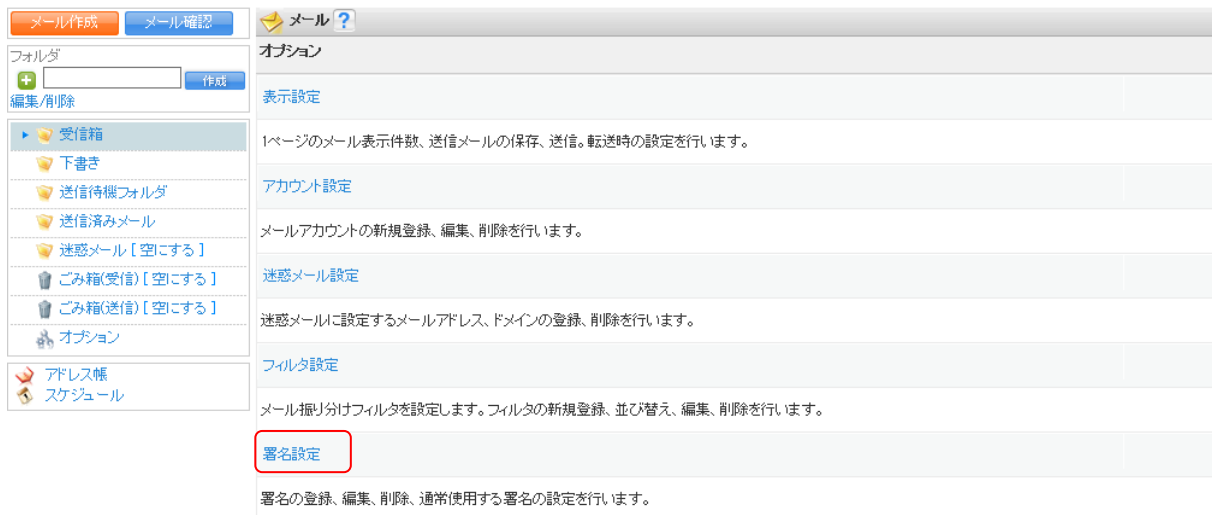 メール作成
メール確認
フォルダ
作成
編集/削除
受信箱
下書き
送信待機フォルダ
送信済みメール
迷惑メール [ 空にする ]
ごみ箱(受信) [ 空にする ]
ごみ箱(送信) [ 空にする ]
オプション
アドレス帳
スケジュール
メール ?
オプション
表示設定
1ページのメール表示件数、送信メールの保存、送信。転送時の設定を行います。
アカウント設定
メールアカウントの新規登録、編集、削除を行います。
迷惑メール設定
迷惑メールに設定するメールアドレス、ドメインの登録、削除を行います。
フィルタ設定
メール振り分けフィルタを設定します。フィルタの新規登録、並び替え、編集、削除を行います。
署名設定
署名の登録、編集、削除、通常使用する署名の設定を行います。